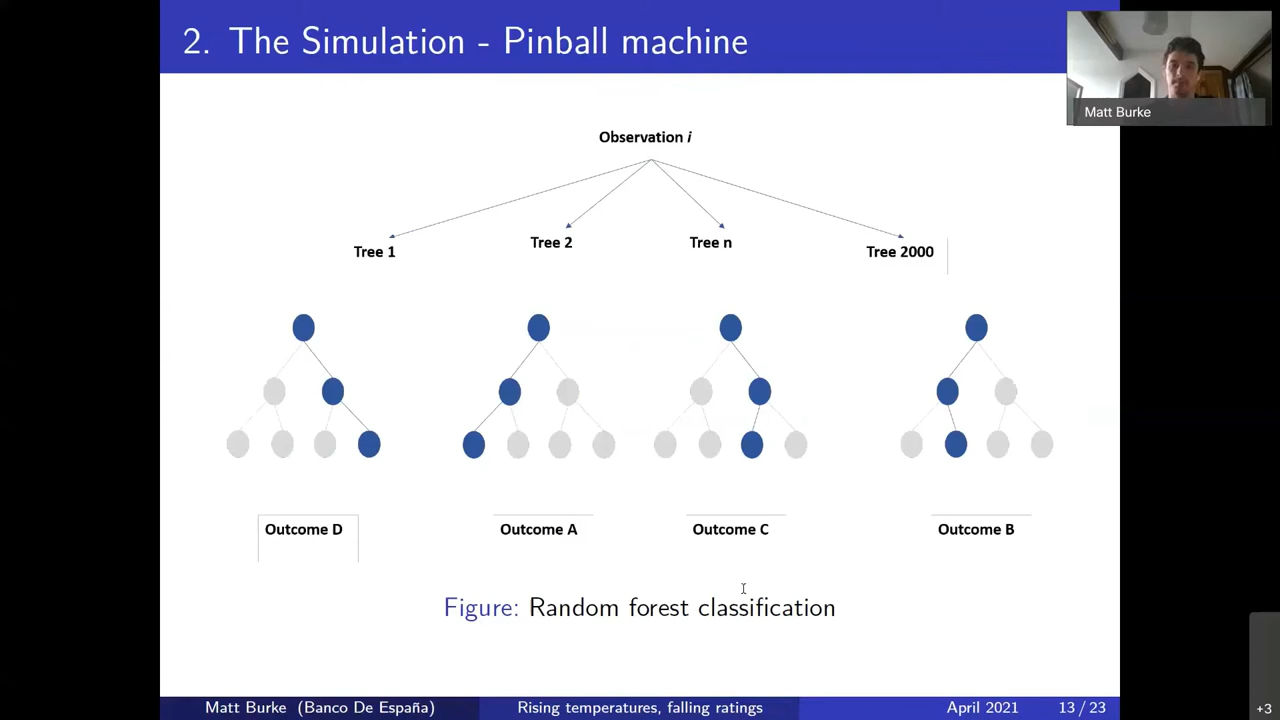 2. The Simulation - Pinball machine
Matt Burke
Observation i
Tree 1
Tree 2
Tree n
Tree 2000
Outcome D
Outcome A
Outcome C
Outcome B
Figure: Random forest classification
Matt Burke (Banco De España)
Rising temperatures, falling ratings
April 2021
13 / 23
+3